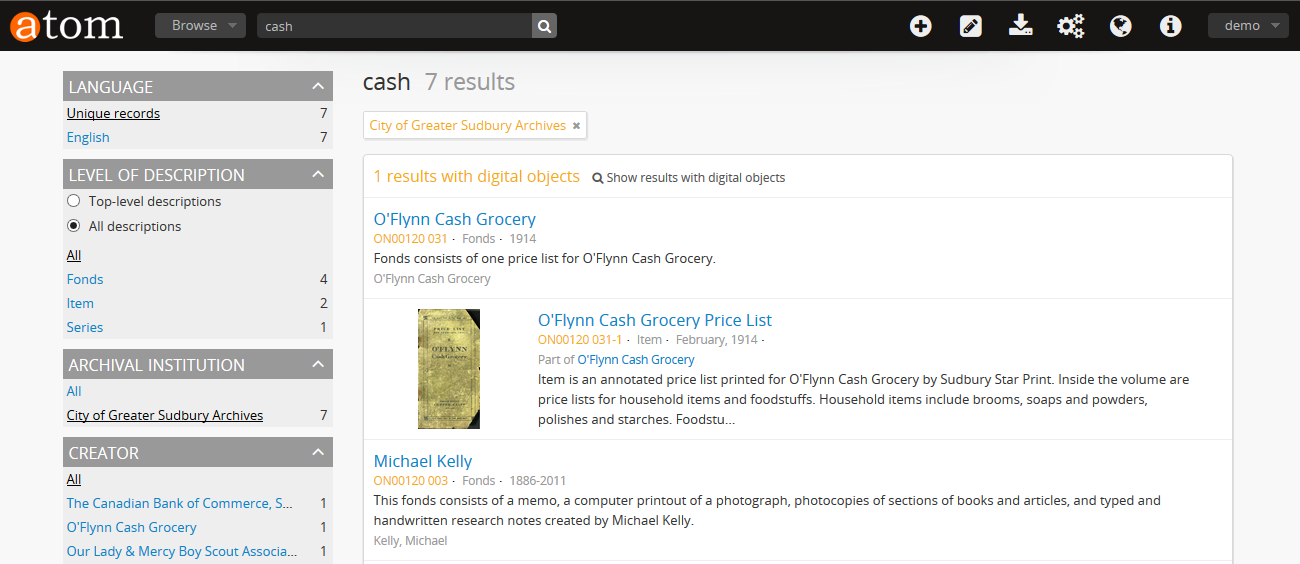 atom
Browse
cash
demo
LANGUAGE
Unique records 7
English 7
LEVEL OF DESCRIPTION
Top-level descriptions
All descriptions
All
Fonds 4
Item 2
Series 1
ARCHIVAL INSTITUTION
All
City of Greater Sudbury Archives 7
CREATOR
All
The Canadian Bank of Commerce, S... 1
O'Flynn Cash Grocery 1
Our Lady & Mercy Boy Scout Associa... 1
cash 7 results
City of Greater Sudbury Archives ✖
1 results with digital objects Show results with digital objects
O'Flynn Cash Grocery
ON00120 031 · Fonds · 1914
Fonds consists of one price list for O'Flynn Cash Grocery.
O'Flynn Cash Grocery
PRICE LIST
O'FLYNN
Cash Grocery
O'Flynn Cash Grocery Price List
ON00120 031-1 · Item · February, 1914 ·
Part of O'Flynn Cash Grocery
Item is an annotated price list printed for O'Flynn Cash Grocery by Sudbury Star Print. Inside the volume are
price lists for household items and foodstuffs. Household items include brooms, soaps and powders,
polishes and starches. Foodstu...
Michael Kelly
ON00120 003 · Fonds · 1886-2011
This fonds consists of a memo, a computer printout of a photograph, photocopies of sections of books and articles, and typed and
handwritten research notes created by Michael Kelly.
Kelly, Michael